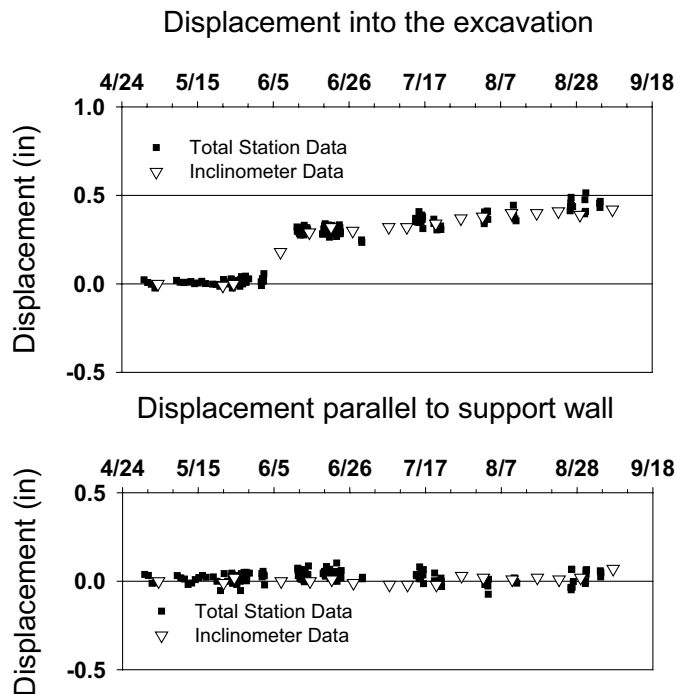 Displacement into the excavation
4/24 5/15 6/5 6/26 7/17 8/7 8/28 9/18
1.0
Total Station Data
Inclinometer Data
0.5
0.0
-0.5
Displacement (in)
Displacement parallel to support wall
4/24 5/15 6/5 6/26 7/17 8/7 8/28 9/18
0.5
0.0
Total Station Data
Inclinometer Data
-0.5
Displacement (in)